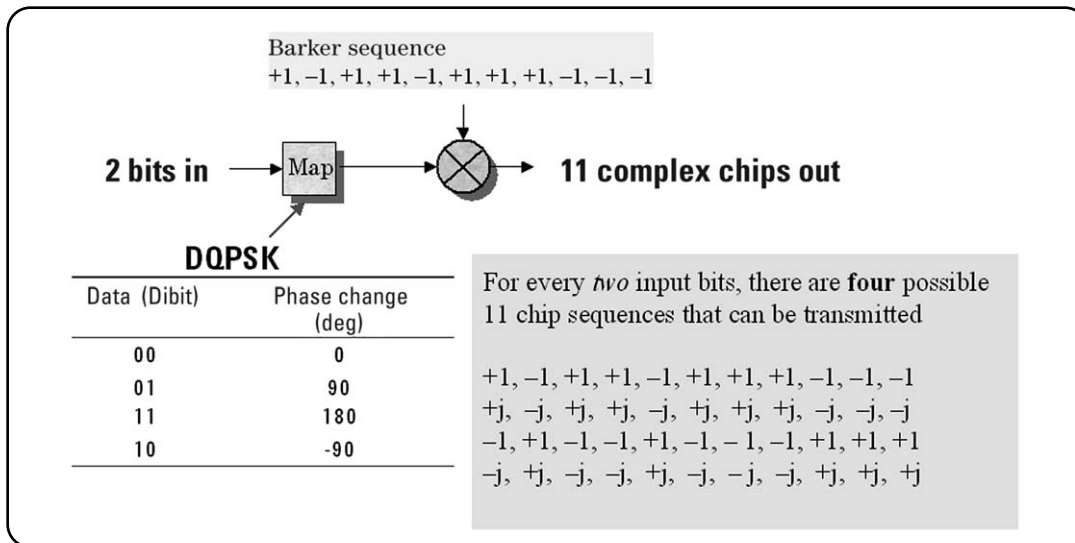 Barker sequence
+1, –1, +1, +1, –1, +1, +1, +1, –1, –1, –1
2 bits in
Map
11 complex chips out
DQPSK
Data (Dibit) Phase change
(deg)
00 0
01 90
11 180
10 -90
For every two input bits, there are four possible
11 chip sequences that can be transmitted
+1, –1, +1, +1, –1, +1, +1, +1, –1, –1, –1
+j, –j, +j, +j, –j, +j, +j, +j, –j, –j, –j
–1, +1, –1, –1, +1, –1, – 1, –1, +1, +1, +1
–j, +j, –j, –j, +j, –j, – j, –j, +j, +j, +j